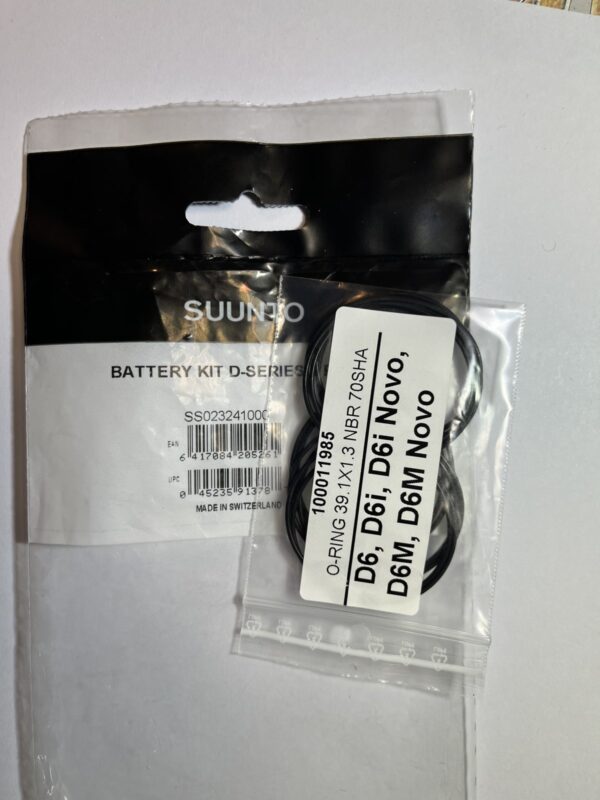 SUUNTO
BATTERY KIT D-SERIES
SS023241000
EAN
6 417084 205261
UPC
0 45235 91378
MADE IN SWITZERLAND
100011985
O-RING 39.1X1.3 NBR 70SHA
D6, D6i, D6i Novo,
D6M, D6M Novo